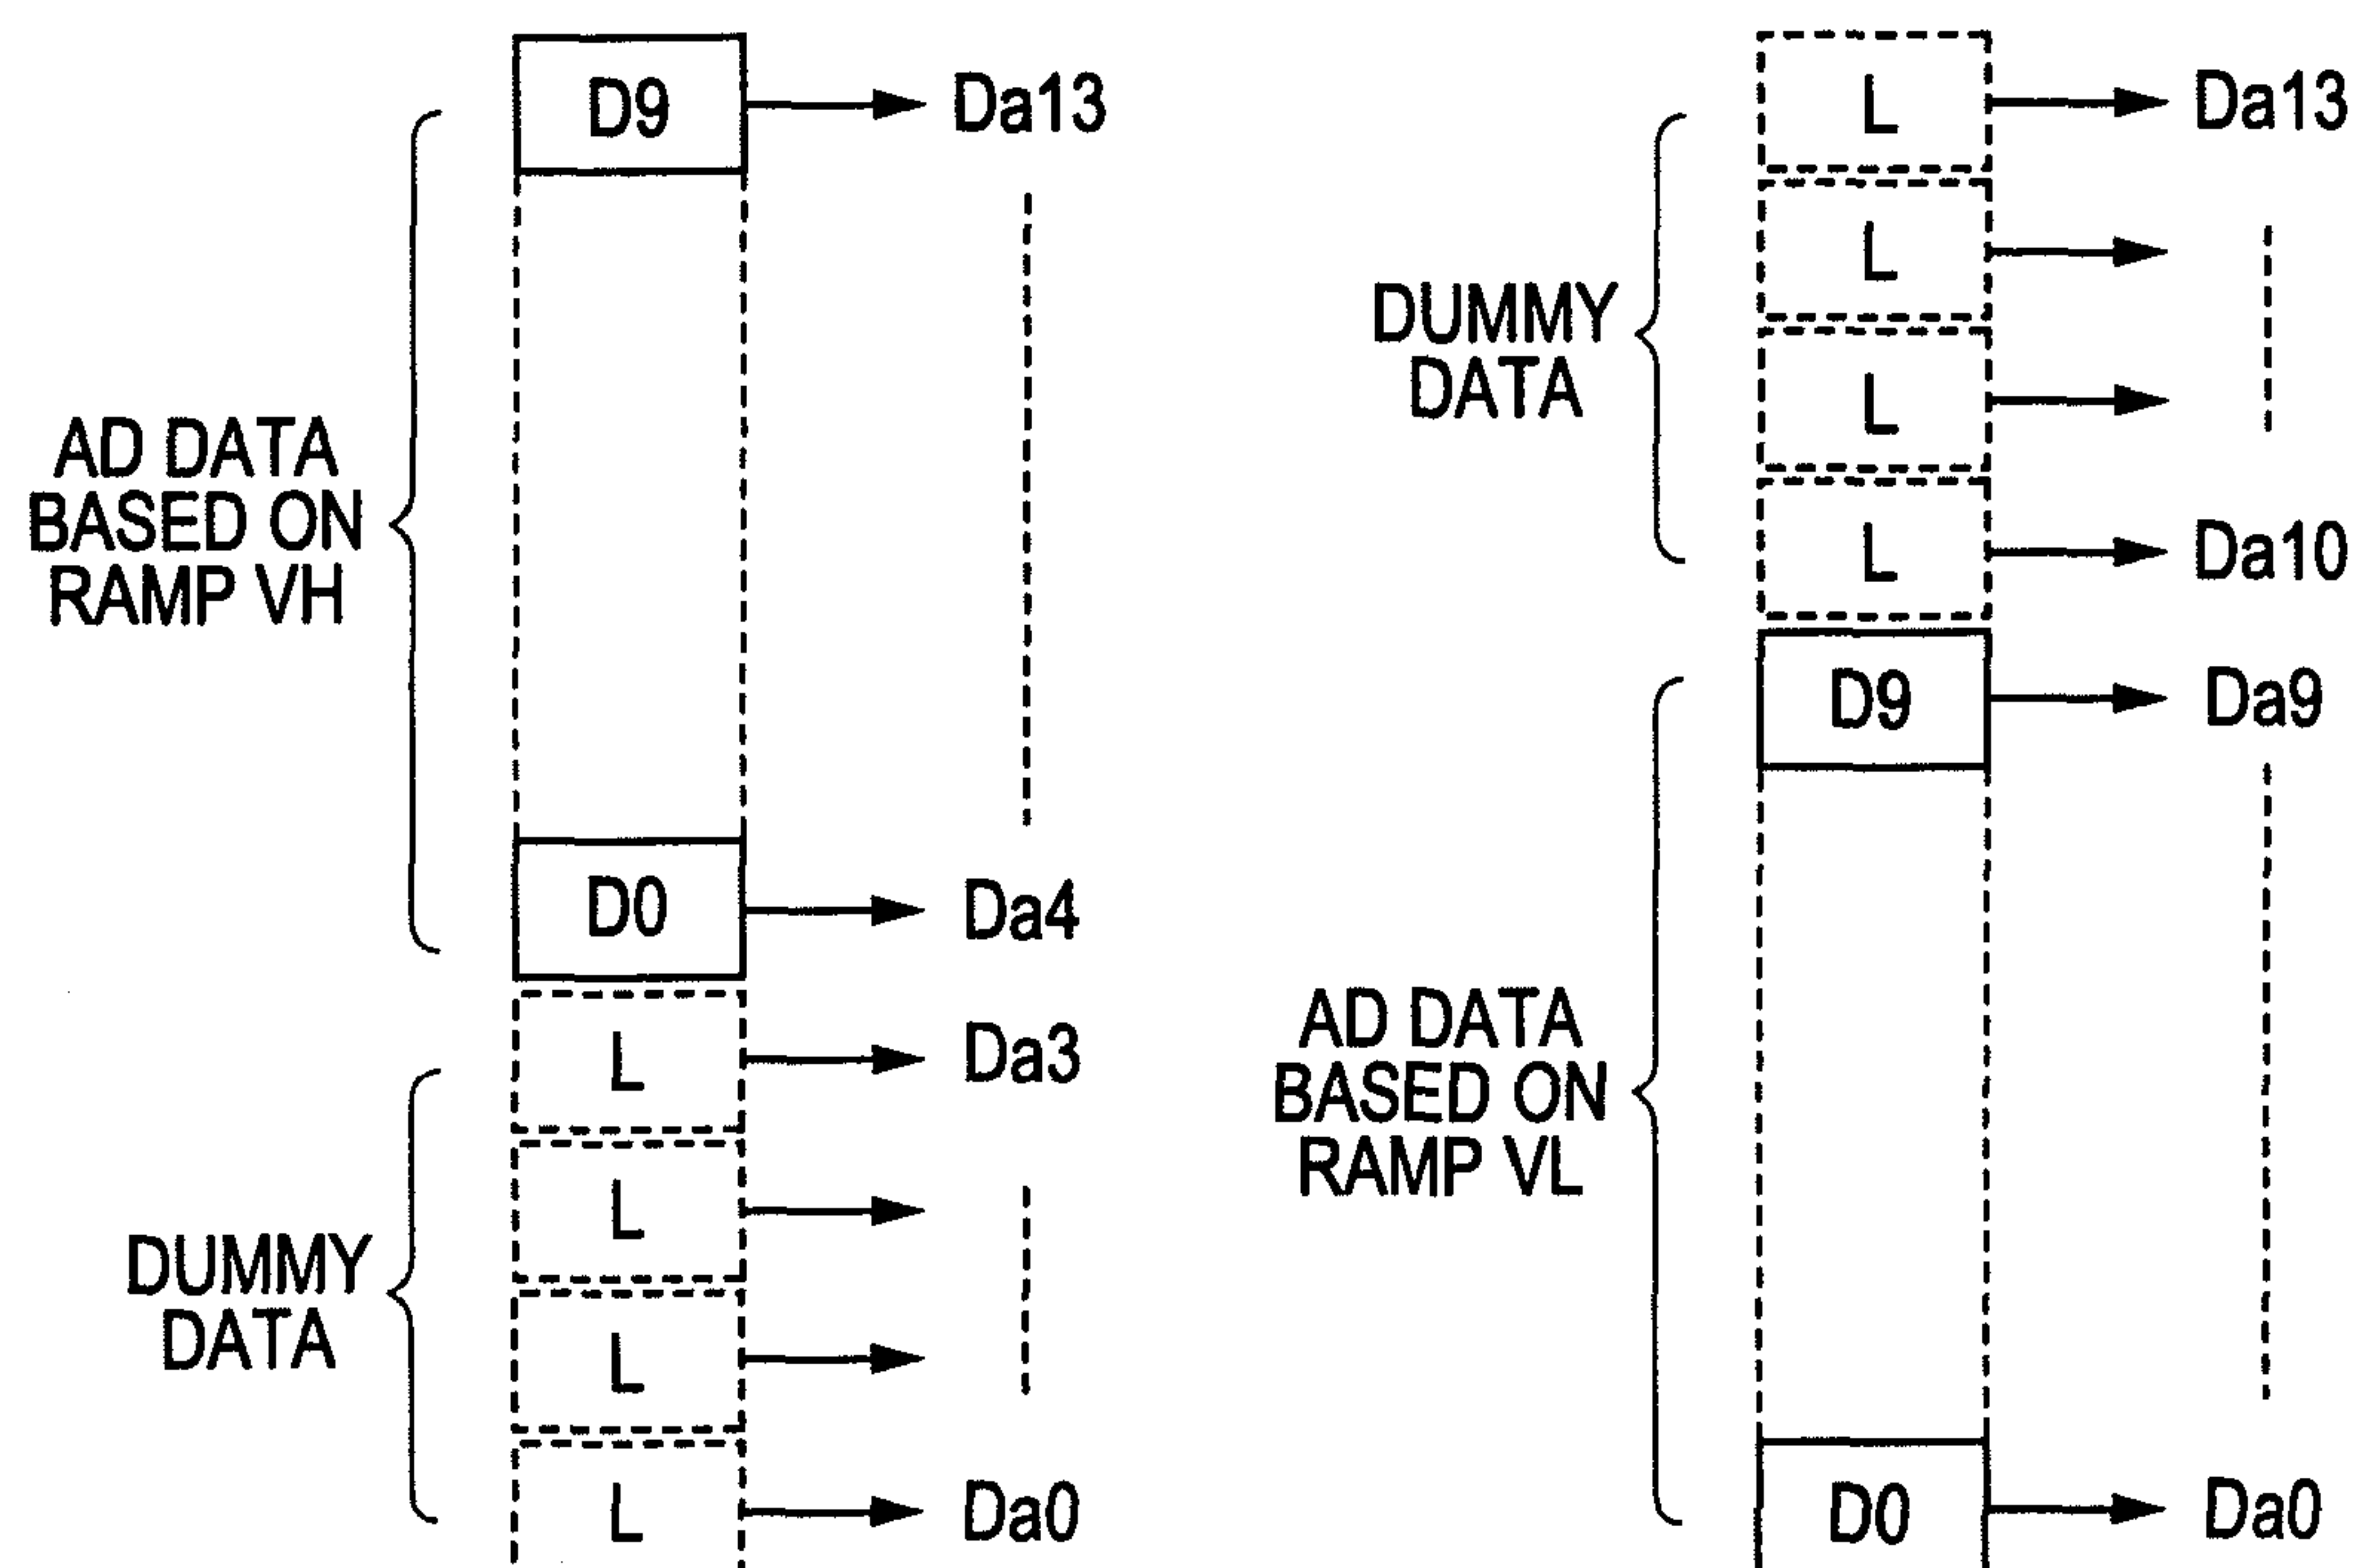 D9 Da13
AD DATA
BASED ON
RAMP VH
D0 Da4
L Da3
L
DUMMY
DATA
L
L Da0
L Da13
L
DUMMY
DATA
L
L Da10
D9 Da9
AD DATA
BASED ON
RAMP VL
D0 Da0